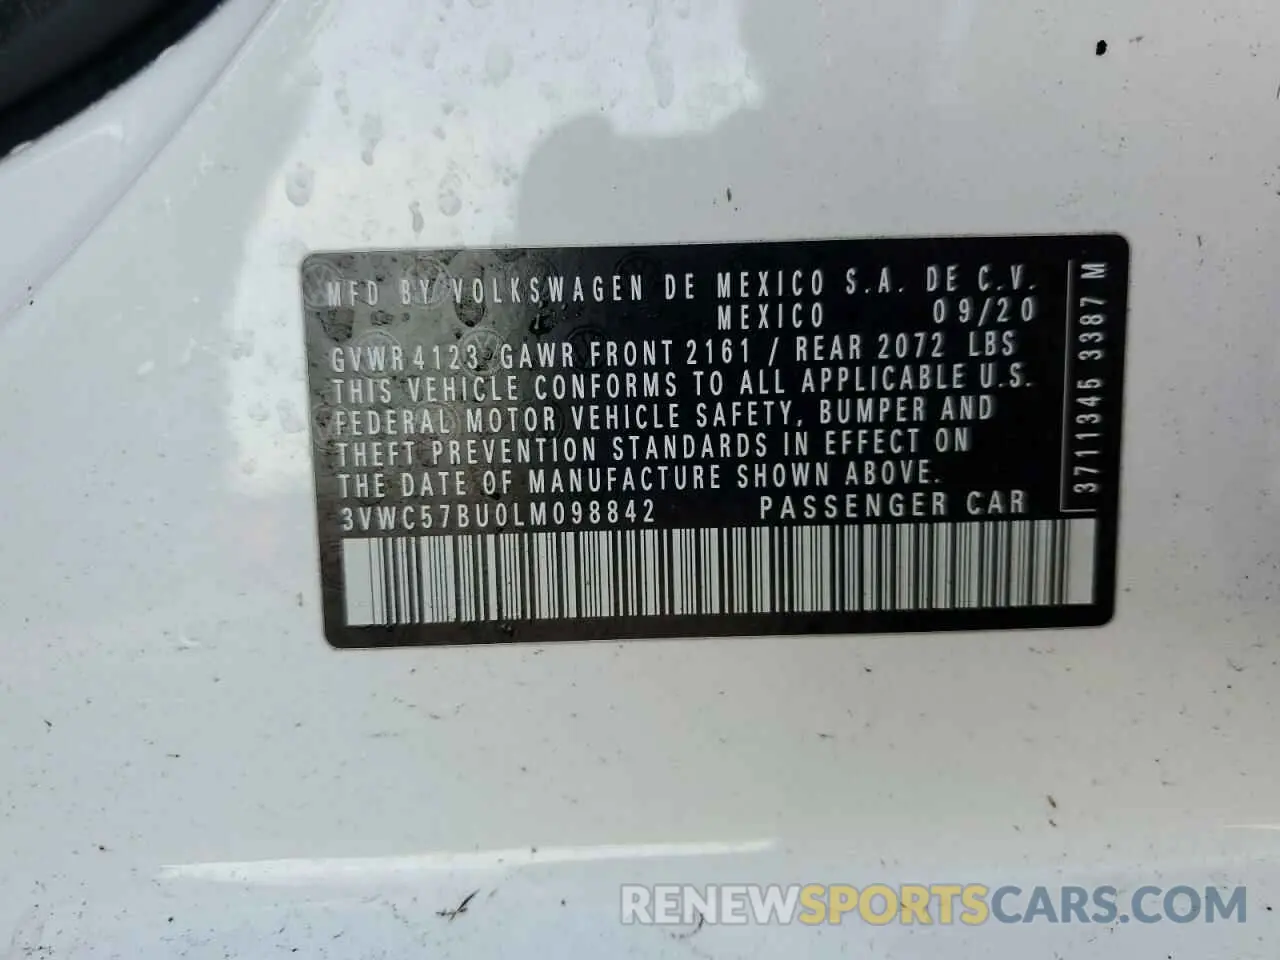 MFD BY VOLKSWAGEN DE MEXICO S.A. DE C.V.
MEXICO 09/20
GVWR 4123 GAWR FRONT 2161 / REAR 2072 LBS
THIS VEHICLE CONFORMS TO ALL APPLICABLE U.S.
FEDERAL MOTOR VEHICLE SAFETY, BUMPER AND
THEFT PREVENTION STANDARDS IN EFFECT ON
THE DATE OF MANUFACTURE SHOWN ABOVE.
3VWC57BU0LM098842 PASSENGER CAR
3711345 3387 M
RENEWSPORTSCARS.COM